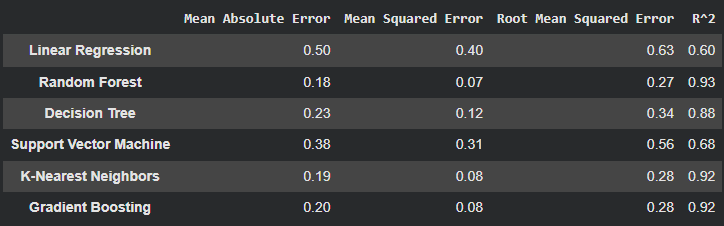 Mean Absolute Error Mean Squared Error Root Mean Squared Error R^2
Linear Regression 0.50 0.40 0.63 0.60
Random Forest 0.18 0.07 0.27 0.93
Decision Tree 0.23 0.12 0.34 0.88
Support Vector Machine 0.38 0.31 0.56 0.68
K-Nearest Neighbors 0.19 0.08 0.28 0.92
Gradient Boosting 0.20 0.08 0.28 0.92